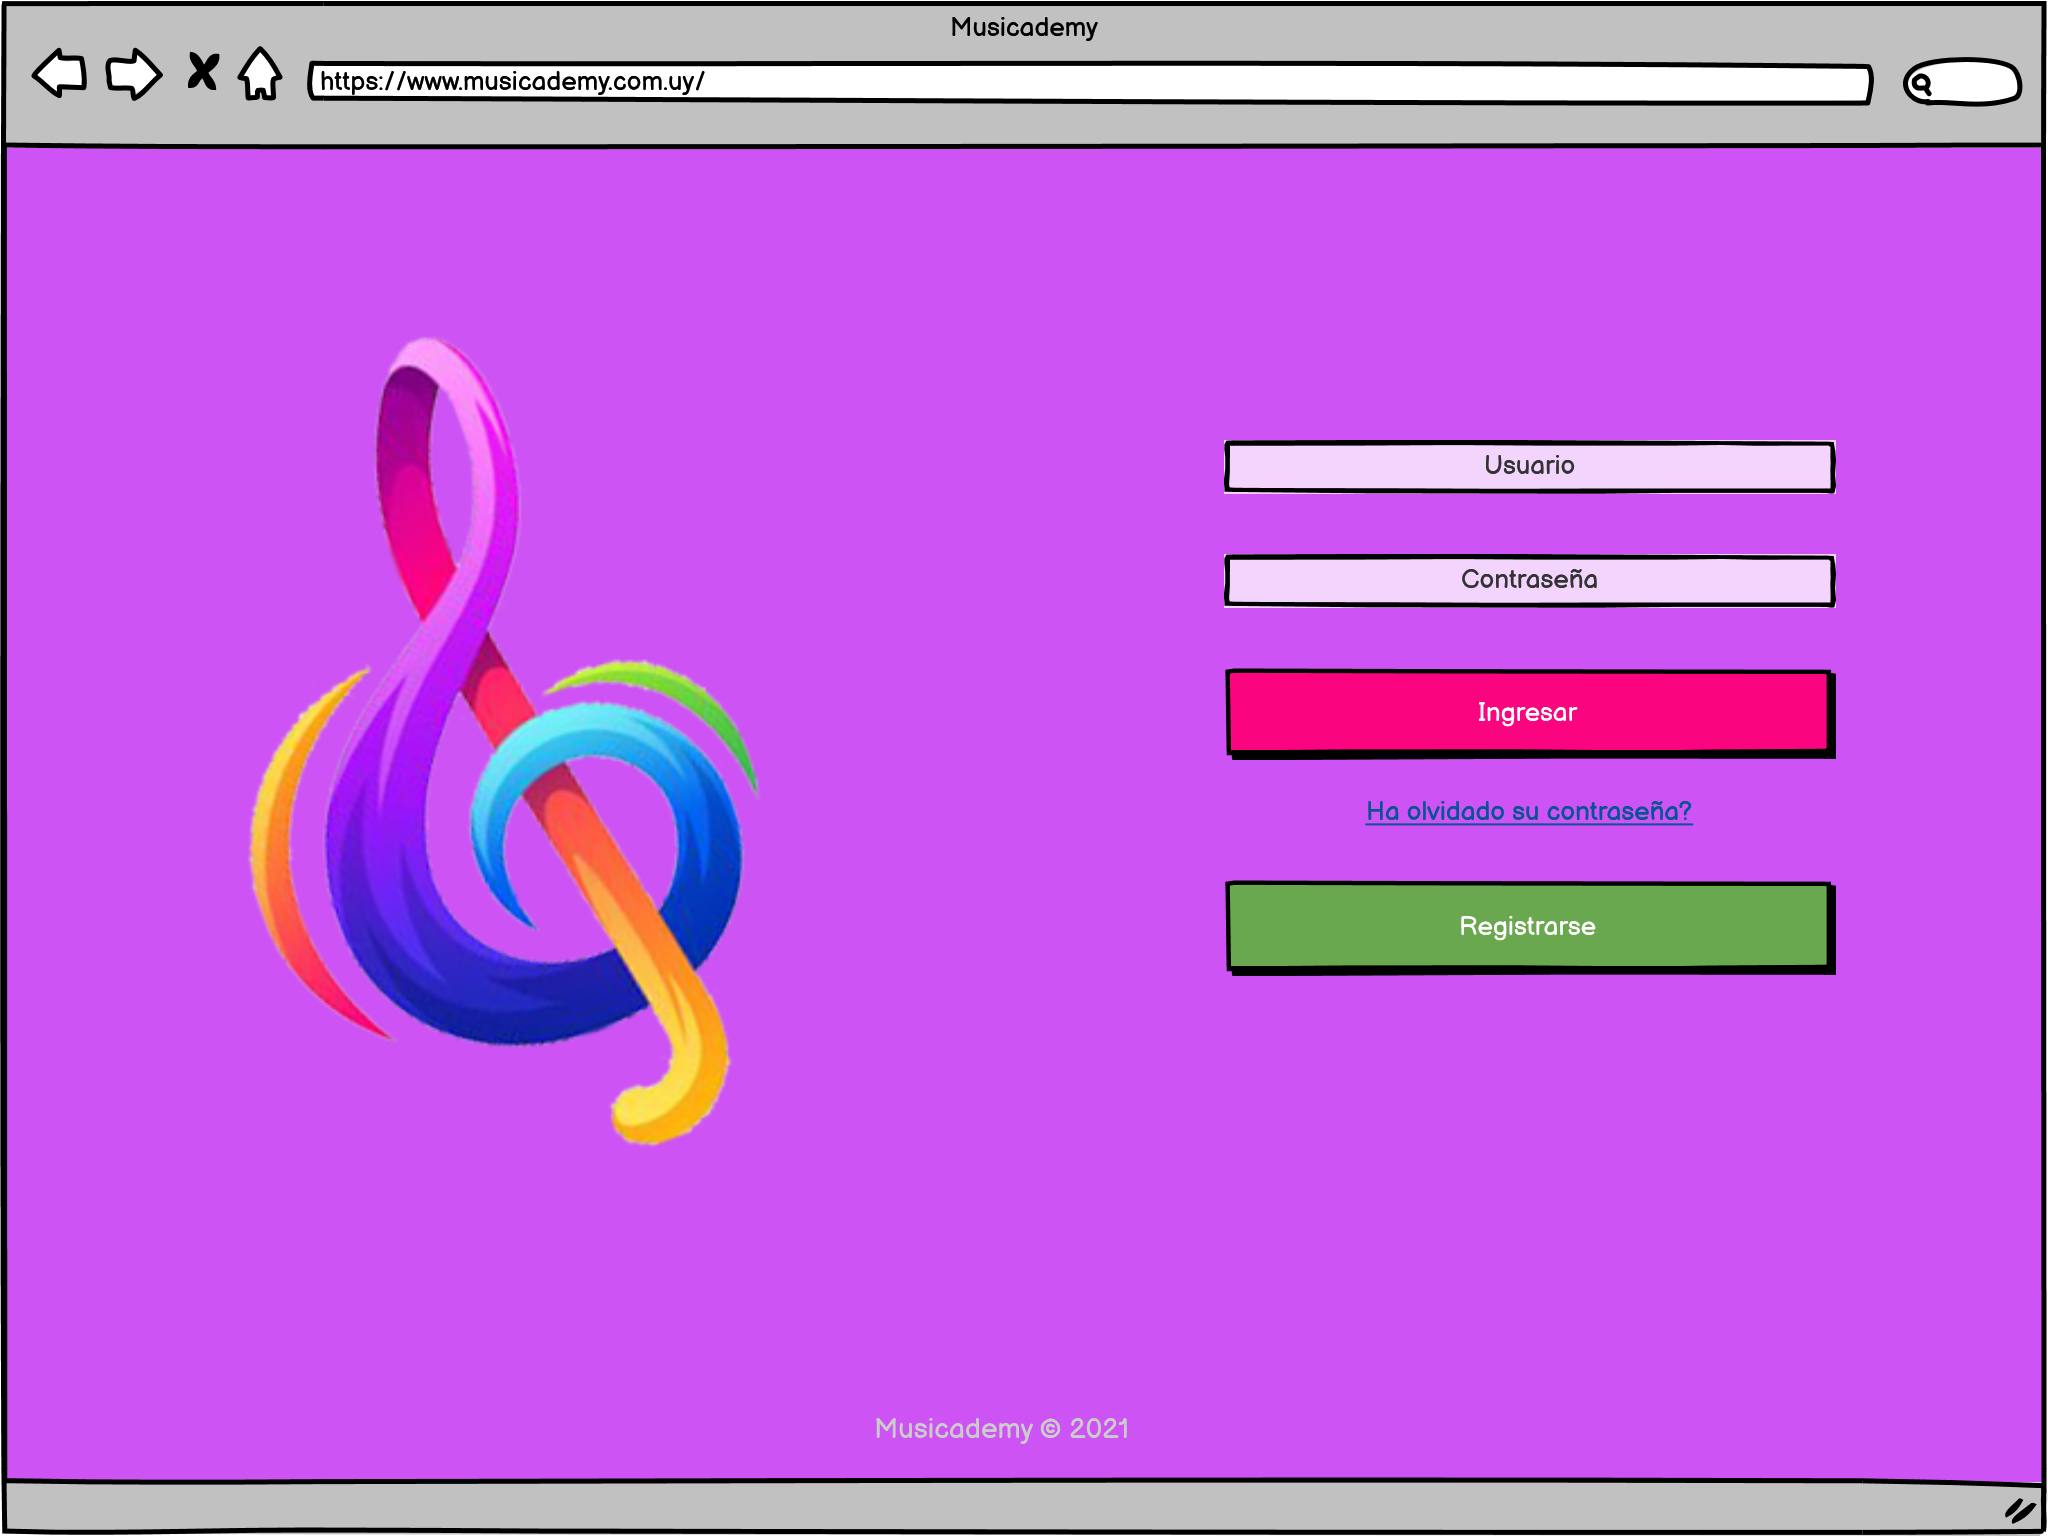 Musicademy
https://www.musicademy.com.uy/
Usuario
Contraseña
Ingresar
Ha olvidado su contraseña?
Registrarse
Musicademy © 2021